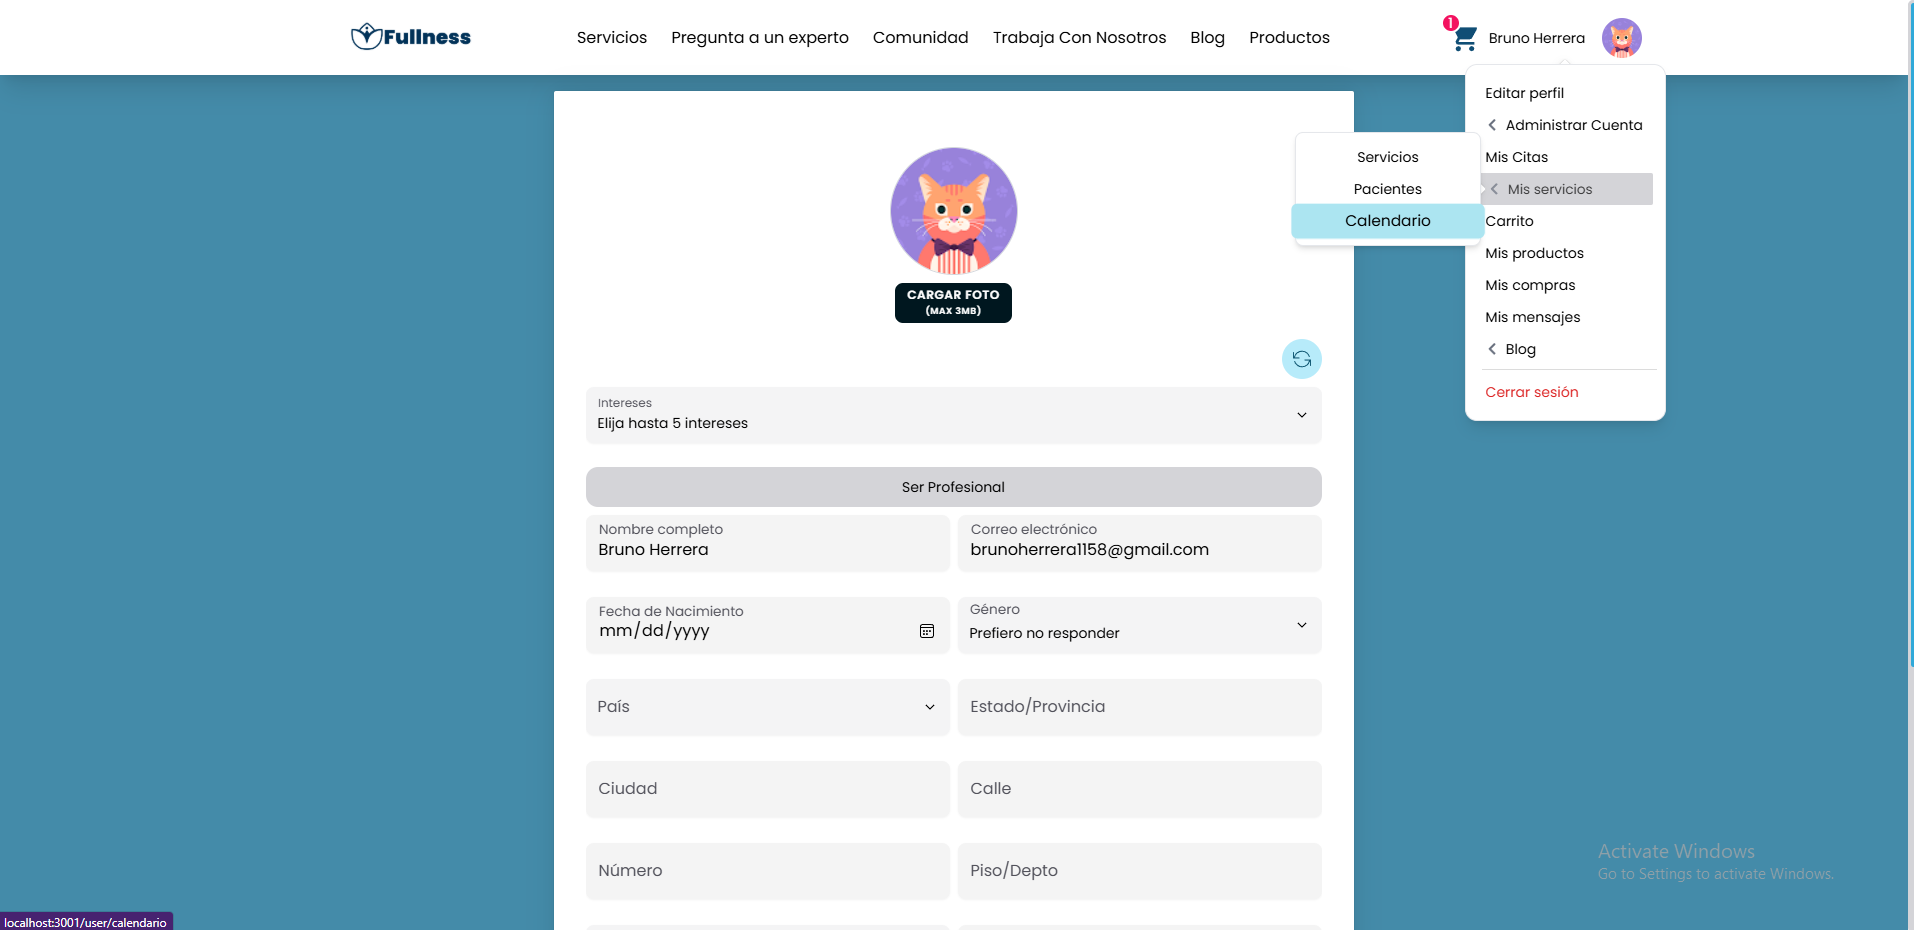 Fullness
Servicios
Pregunta a un experto
Comunidad
Trabaja Con Nosotros
Blog
Productos
1
Bruno Herrera
Editar perfil
Administrar Cuenta
Mis Citas
Mis servicios
Carrito
Mis productos
Mis compras
Mis mensajes
Blog
Cerrar sesión
Servicios
Pacientes
Calendario
CARGAR FOTO
(MAX 3MB)
Intereses
Elija hasta 5 intereses
Ser Profesional
Nombre completo
Bruno Herrera
Correo electrónico
brunoherrera1158@gmail.com
Fecha de Nacimiento
mm/dd/yyyy
Género
Prefiero no responder
País
Estado/Provincia
Ciudad
Calle
Número
Piso/Depto
Activate Windows
Go to Settings to activate Windows.
localhost:3001/user/calendario